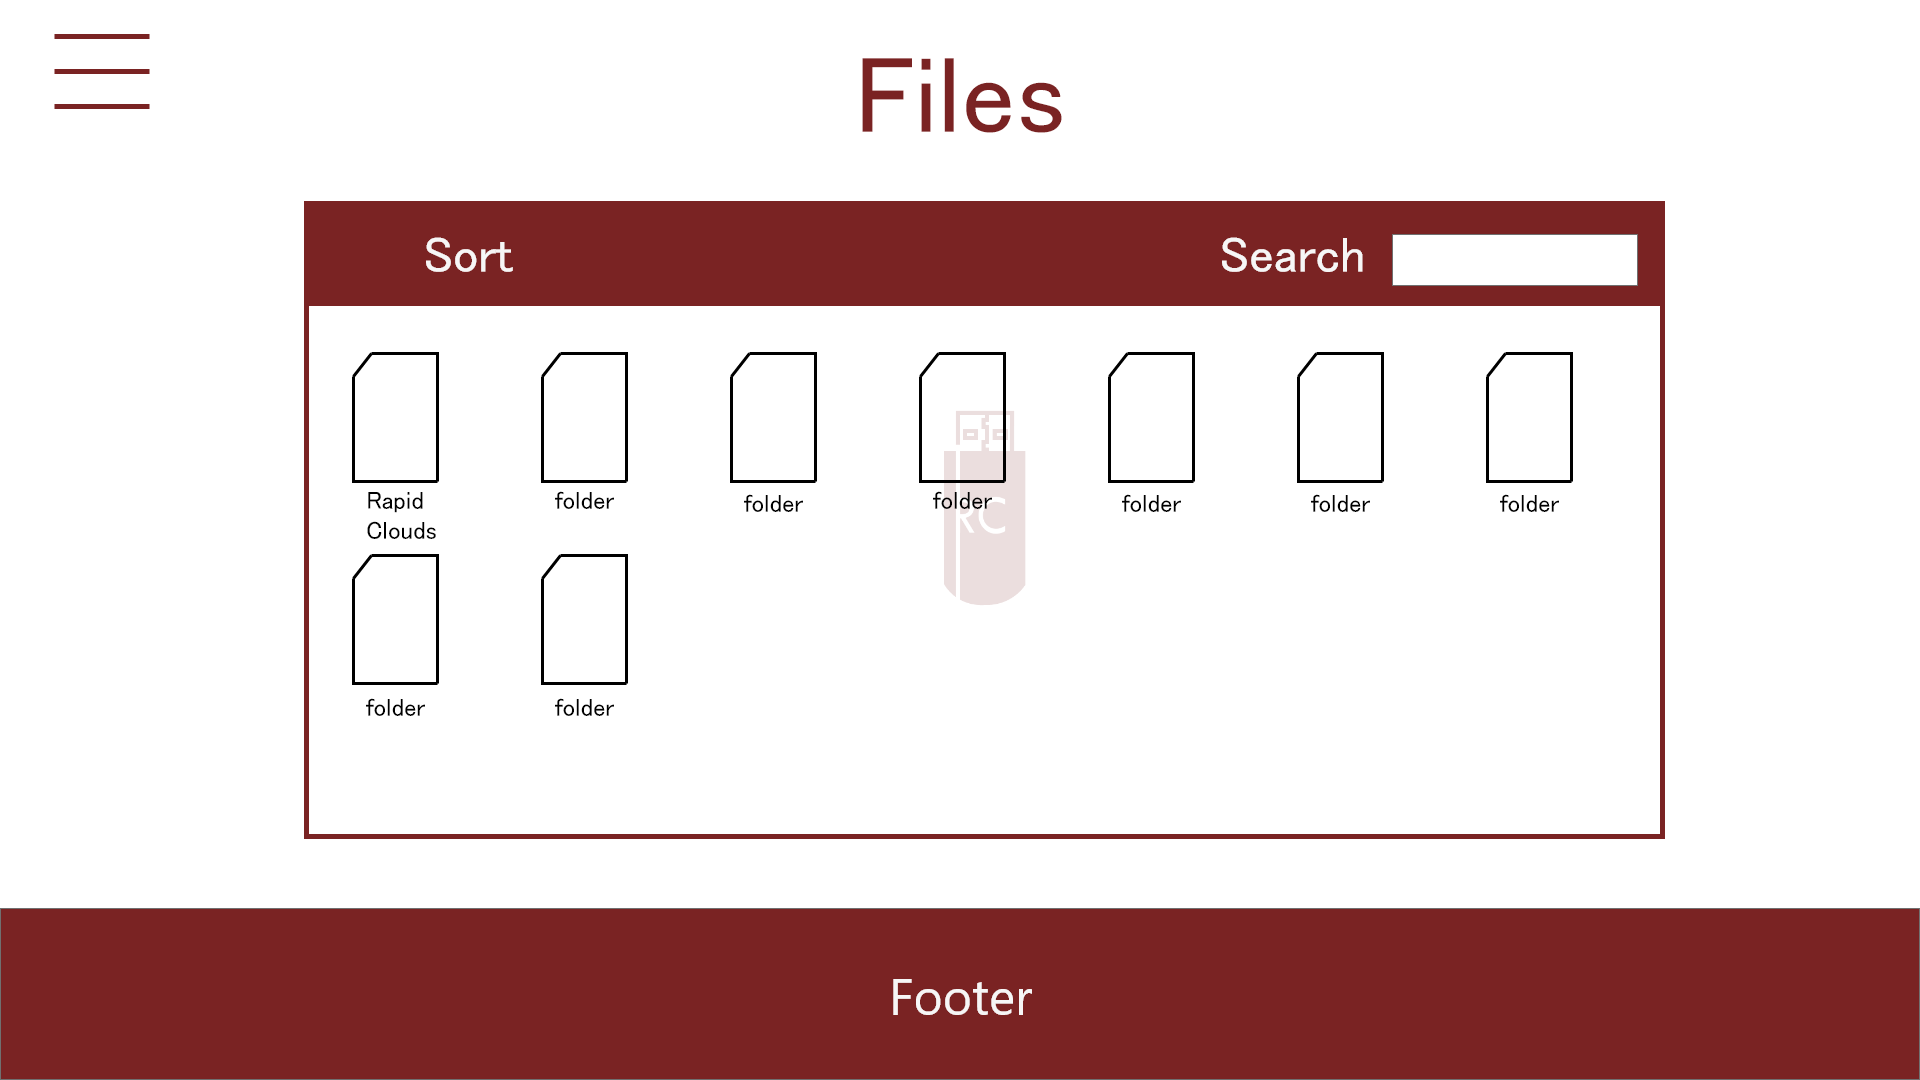 Files
Sort
Search
Rapid
Clouds
folder
folder
folder
folder
folder
folder
RC
folder
folder
Footer